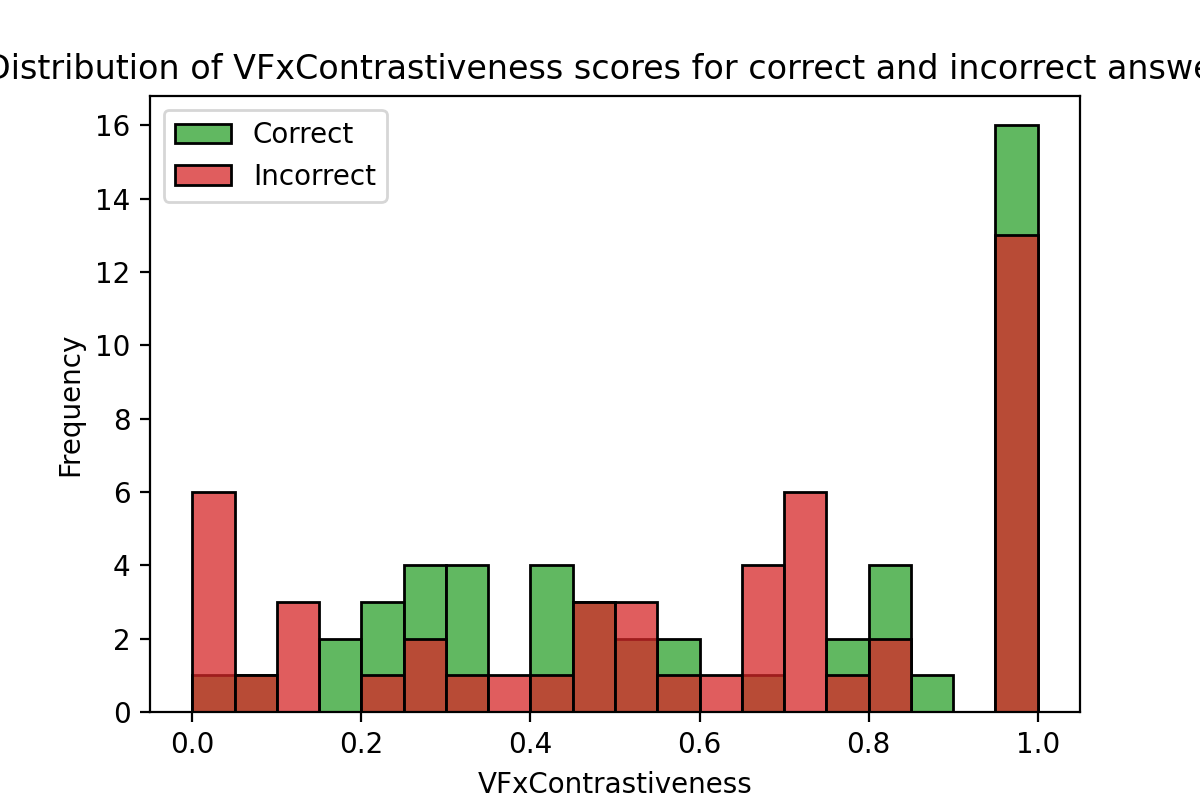 Distribution of VFxContrastiveness scores for correct and incorrect answe
Correct
Incorrect
16
14
12
10
8
6
4
2
0
Frequency
0.0 0.2 0.4 0.6 0.8 1.0
VFxContrastiveness